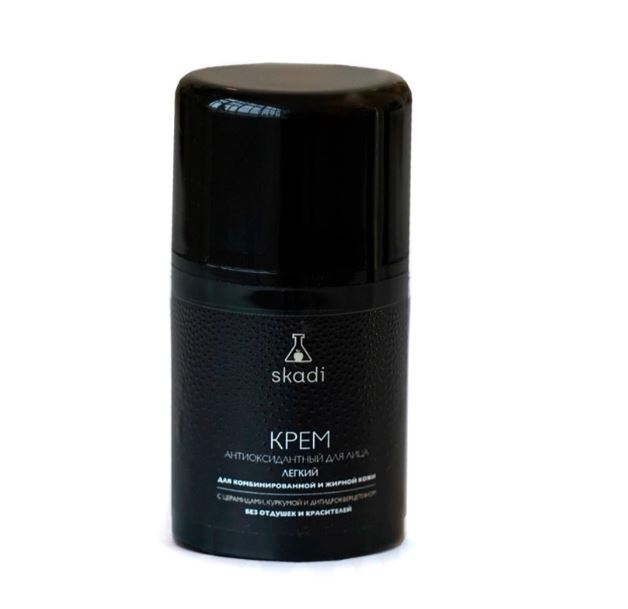 skadi
КРЕМ
АНТИОКСИДАНТНЫЙ ДЛЯ ЛИЦА
ЛЕГКИЙ
ДЛЯ КОМБИНИРОВАННОЙ И ЖИРНОЙ КОЖИ
С ЦЕРАМИДАМИ, КУРКУМОЙ И ДИГИДРОКВЕРЦЕТИНОМ
БЕЗ ОТДУШЕК И КРАСИТЕЛЕЙ